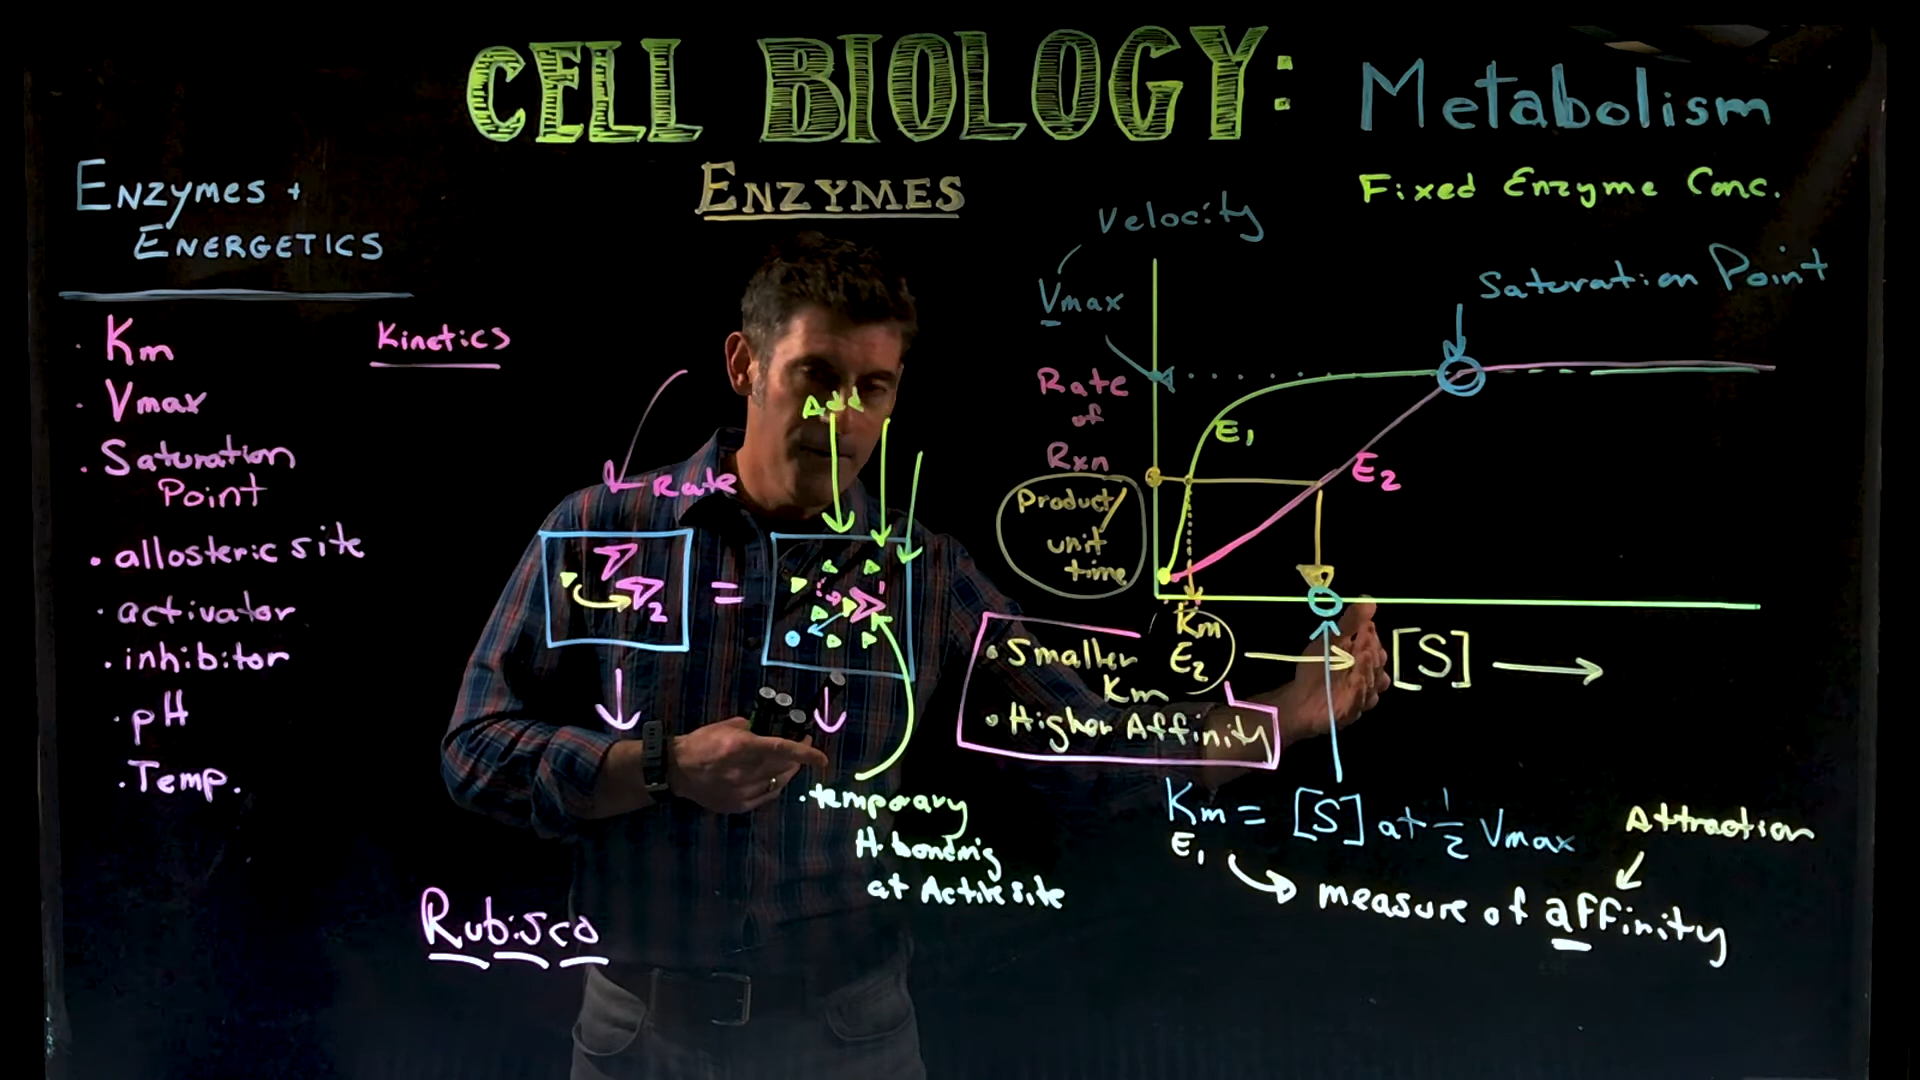 CELL BIOLOGY: Metabolism
ENZYMES +
ENERGETICS
• Km
• Vmax
• Saturation
Point
• allosteric site
• activator
• inhibitor
• pH
• Temp.
Kinetics
ENZYMES
Rate
Add
2
=
1
• temporary
H-bonding
at Active site
Rubisco
Fixed Enzyme Conc.
Velocity
Vmax
Saturation Point
Rate
of
Rxn
Product/
unit
time
E1
E2
Km
E2
• Smaller
Km
• Higher Affinity
[S]
Km = [S] at 1/2 Vmax
E1
Attraction
measure of affinity